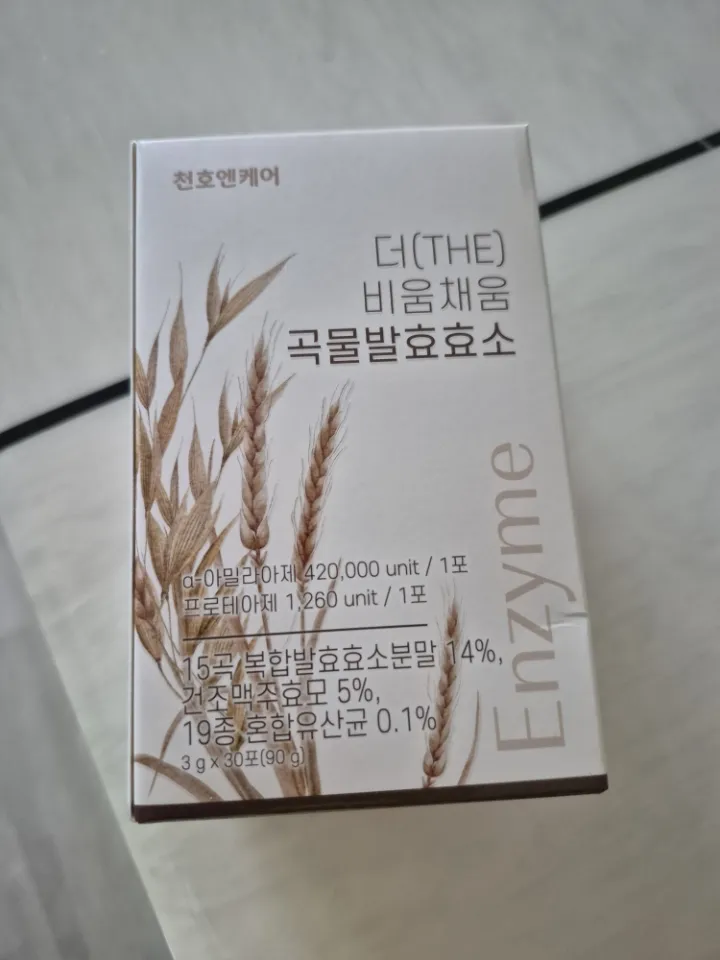 천호엔케어
더(THE)
비움채움
곡물발효효소
Enzyme
α-아밀라아제 420,000 unit / 1포
프로테아제 1,260 unit / 1포
15곡 복합발효효소분말 14%,
건조맥주효모 5%,
19종 혼합유산균 0.1%
3 g x 30포(90 g)